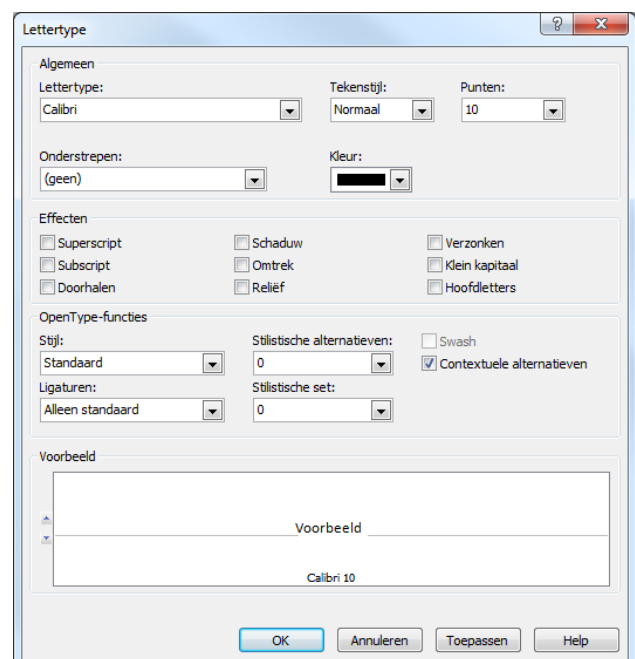 Lettertype
Algemeen
Lettertype: Tekenstijl: Punten:
Calibri Normaal 10
Onderstrepen: Kleur:
(geen)
Effecten
Superscript Schaduw Verzonken
Subscript Omtrek Klein kapitaal
Doorhalen Reliëf Hoofdletters
OpenType-functies
Stijl: Stilistische alternatieven: Swash
Standaard 0 Contextuele alternatieven
Ligaturen: Stilistische set:
Alleen standaard 0
Voorbeeld
Voorbeeld
Calibri 10
OK Annuleren Toepassen Help